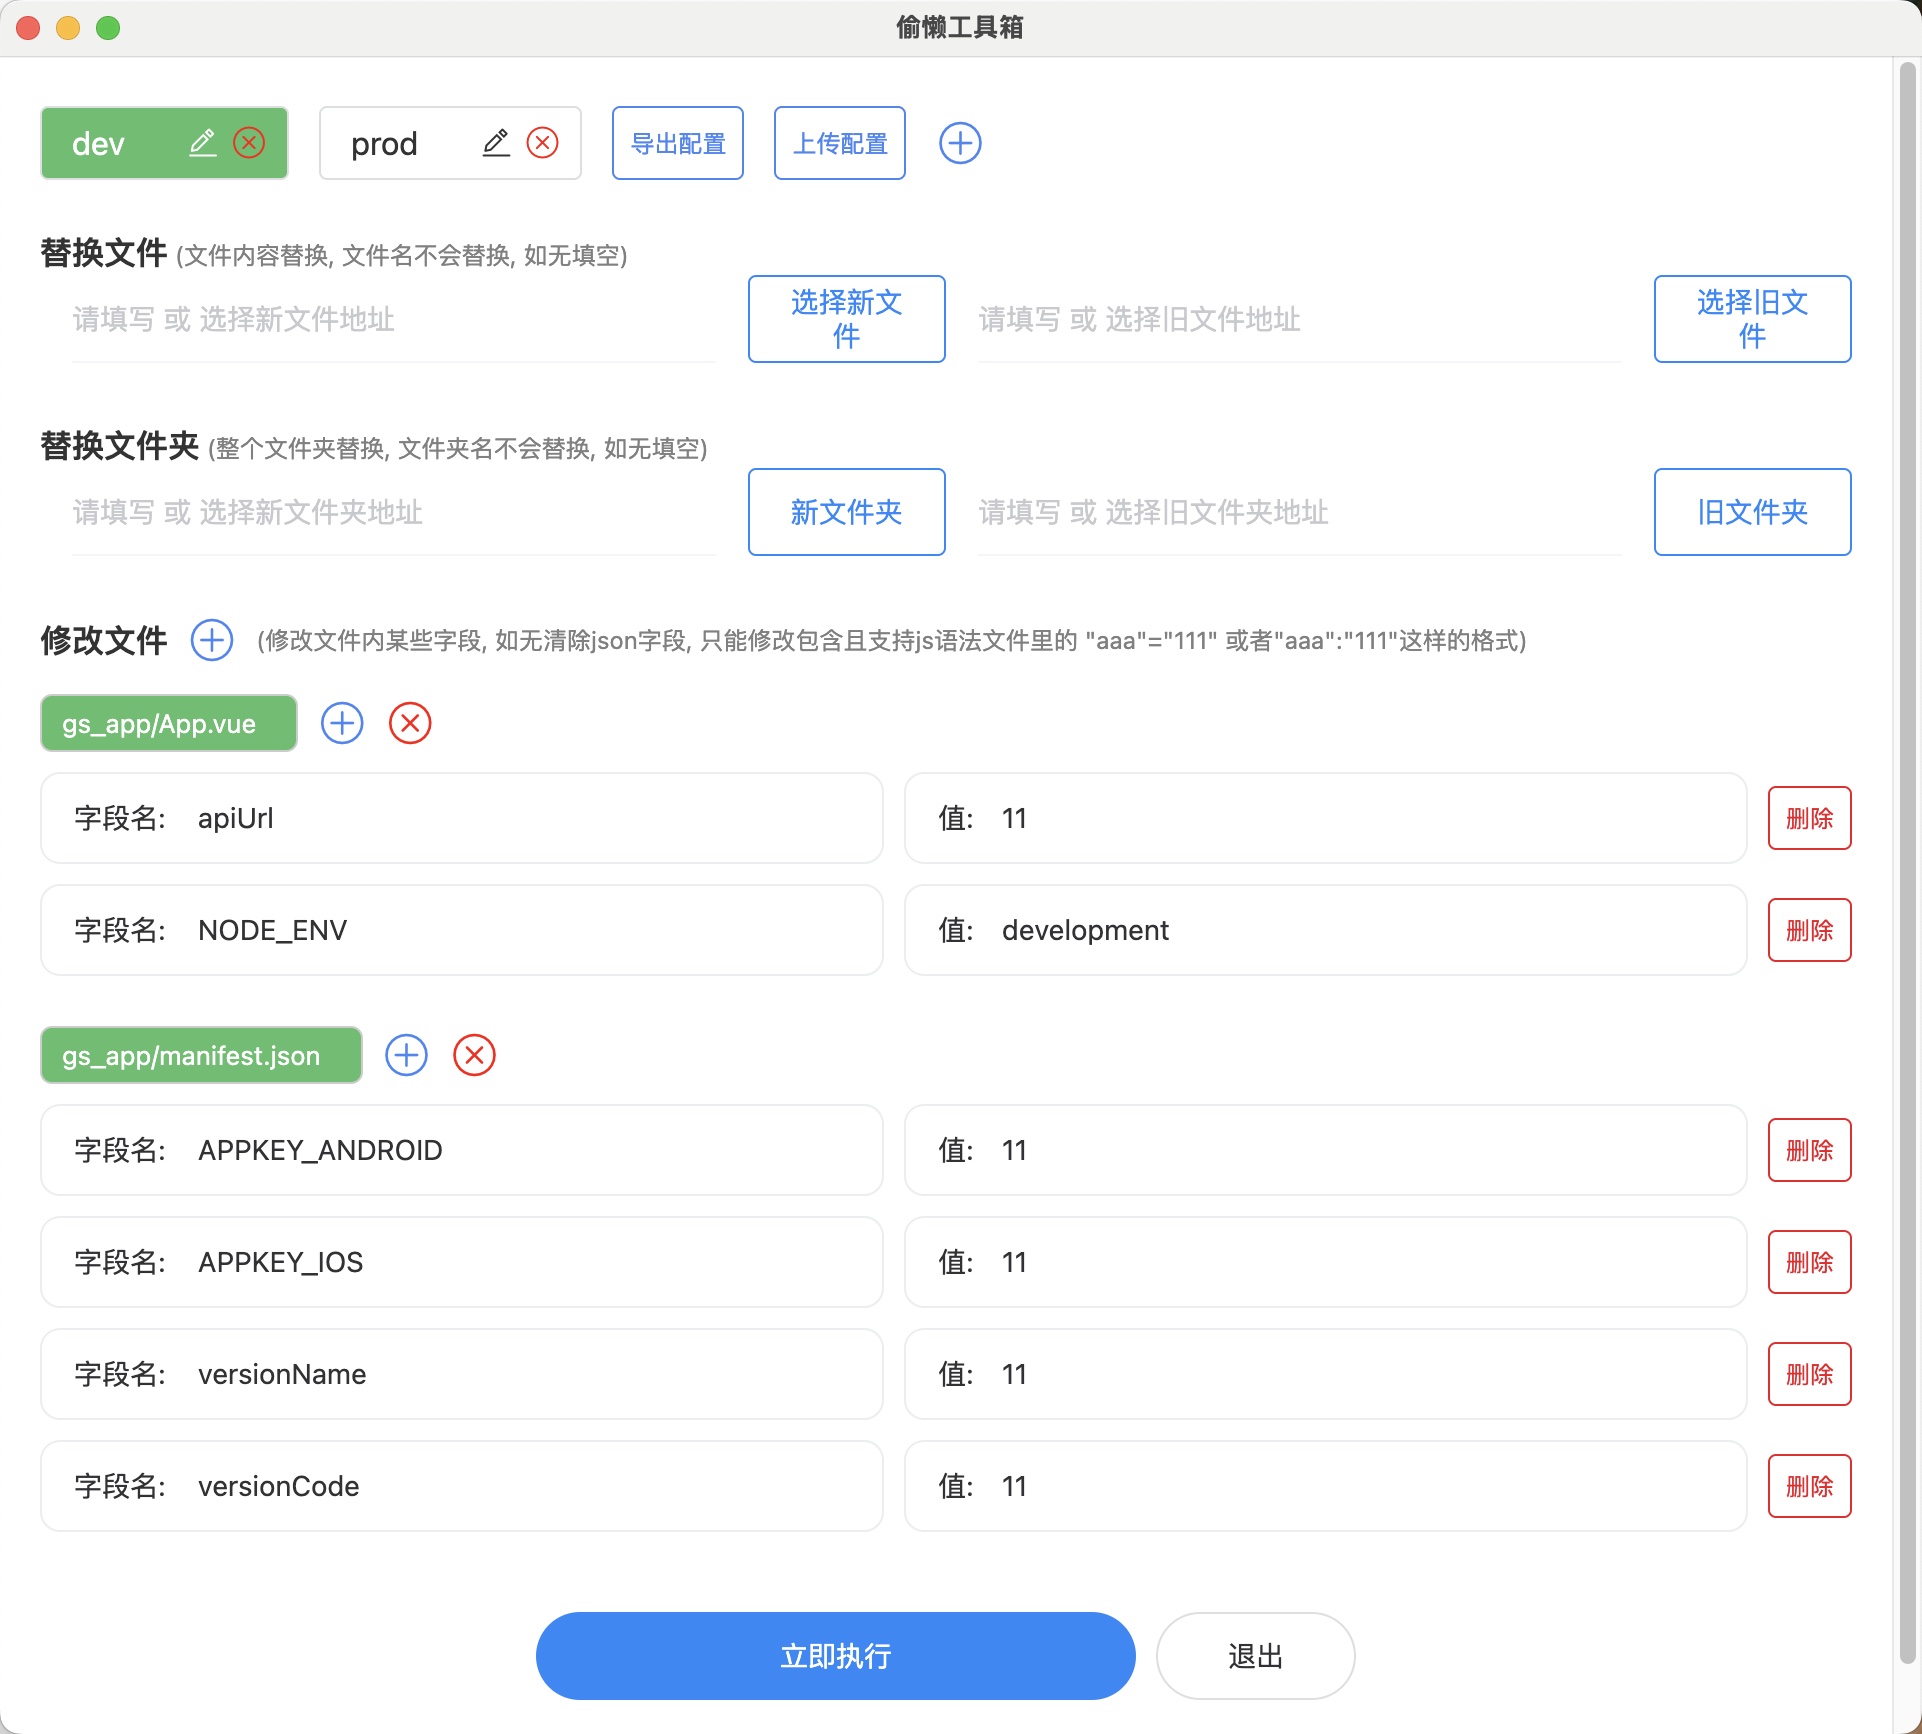 偷懒工具箱
dev prod 导出配置 上传配置
替换文件 (文件内容替换, 文件名不会替换, 如无填空)
请填写 或 选择新文件地址 选择新文件 请填写 或 选择旧文件地址 选择旧文件
替换文件夹 (整个文件夹替换, 文件夹名不会替换, 如无填空)
请填写 或 选择新文件夹地址 新文件夹 请填写 或 选择旧文件夹地址 旧文件夹
修改文件 (修改文件内某些字段, 如无清除json字段, 只能修改包含且支持js语法文件里的 "aaa"="111" 或者"aaa":"111"这样的格式)
gs_app/App.vue
字段名: apiUrl 值: 11 删除
字段名: NODE_ENV 值: development 删除
gs_app/manifest.json
字段名: APPKEY_ANDROID 值: 11 删除
字段名: APPKEY_IOS 值: 11 删除
字段名: versionName 值: 11 删除
字段名: versionCode 值: 11 删除
立即执行 退出